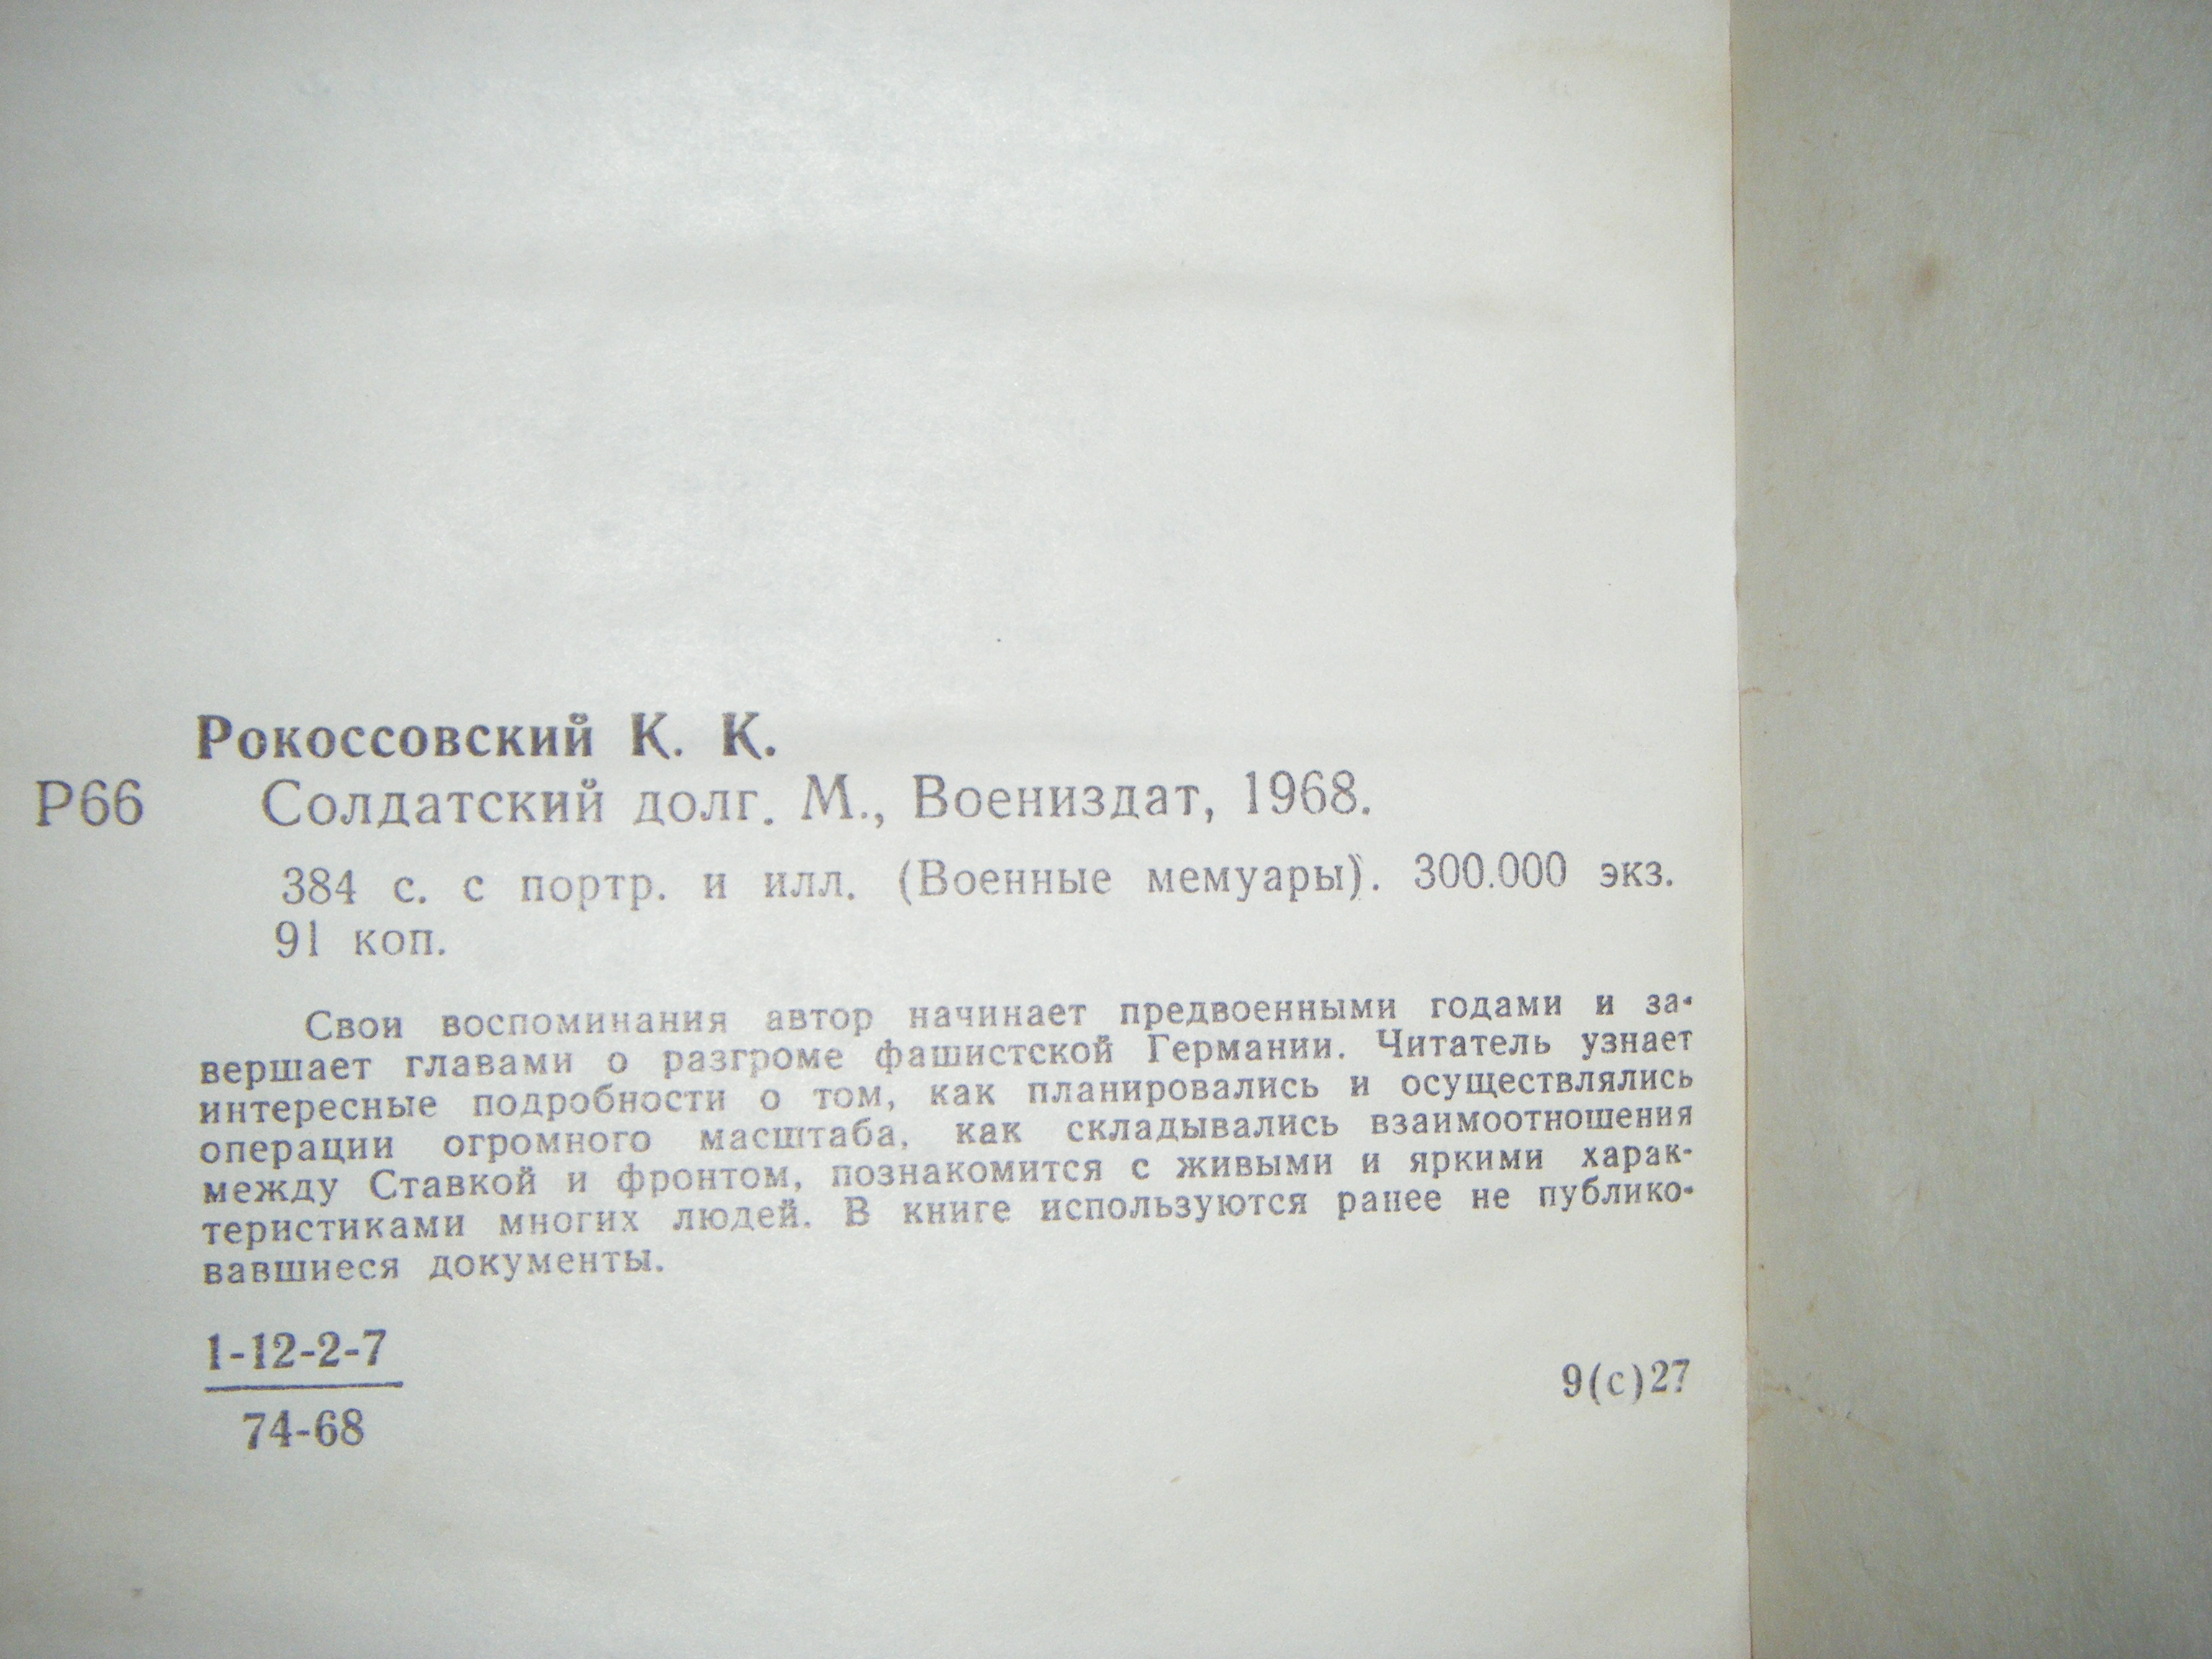 Рокоссовский К. К.
Р66 Солдатский долг. М., Воениздат, 1968.
384 с. с портр. и илл. (Военные мемуары). 300.000 экз.
91 коп.
Свои воспоминания автор начинает предвоенными годами и за-
вершает главами о разгроме фашистской Германии. Читатель узнает
интересные подробности о том, как планировались и осуществлялись
операции огромного масштаба, как складывались взаимоотношения
между Ставкой и фронтом, познакомится с живыми и яркими харак-
теристиками многих людей. В книге используются ранее не публико-
вавшиеся документы.
1-12-2-7
74-68
9(с)27